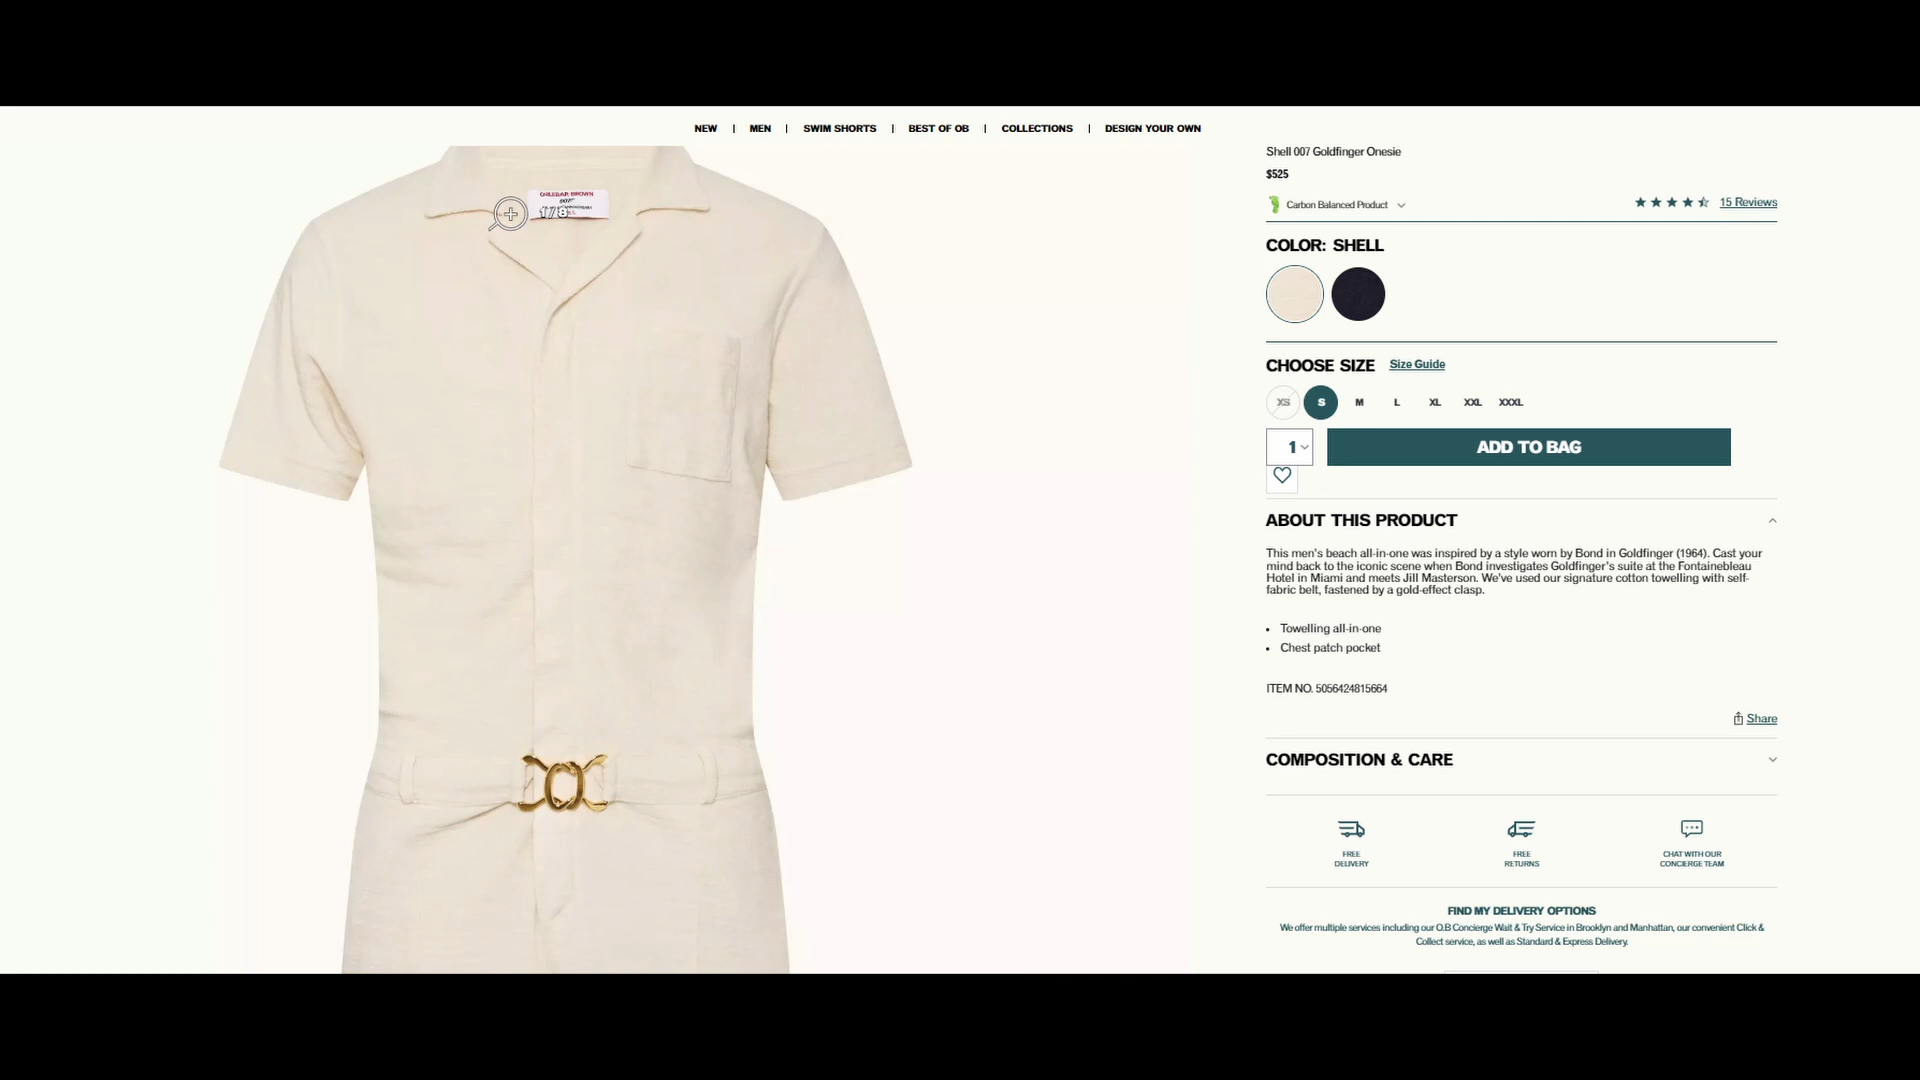 NEW | MEN | SWIM SHORTS | BEST OF OB | COLLECTIONS | DESIGN YOUR OWN
ORLEBAR BROWN
007
1/8
Shell 007 Goldfinger Onesie
$525
Carbon Balanced Product
15 Reviews
COLOR: SHELL
CHOOSE SIZE Size Guide
XS S M L XL XXL XXXL
1 ADD TO BAG
ABOUT THIS PRODUCT
This men's beach all-in-one was inspired by a style worn by Bond in Goldfinger (1964). Cast your
mind back to the iconic scene when Bond investigates Goldfinger's suite at the Fontainebleau
Hotel in Miami and meets Jill Masterson. We've used our signature cotton towelling with self-
fabric belt, fastened by a gold-effect clasp.
• Towelling all-in-one
• Chest patch pocket
ITEM NO. 5056424815664
Share
COMPOSITION & CARE
FREE
DELIVERY
FREE
RETURNS
CHAT WITH OUR
CONCIERGE TEAM
FIND MY DELIVERY OPTIONS
We offer multiple services including our O.B Concierge Wait & Try Service in Brooklyn and Manhattan, our convenient Click &
Collect service, as well as Standard & Express Delivery.